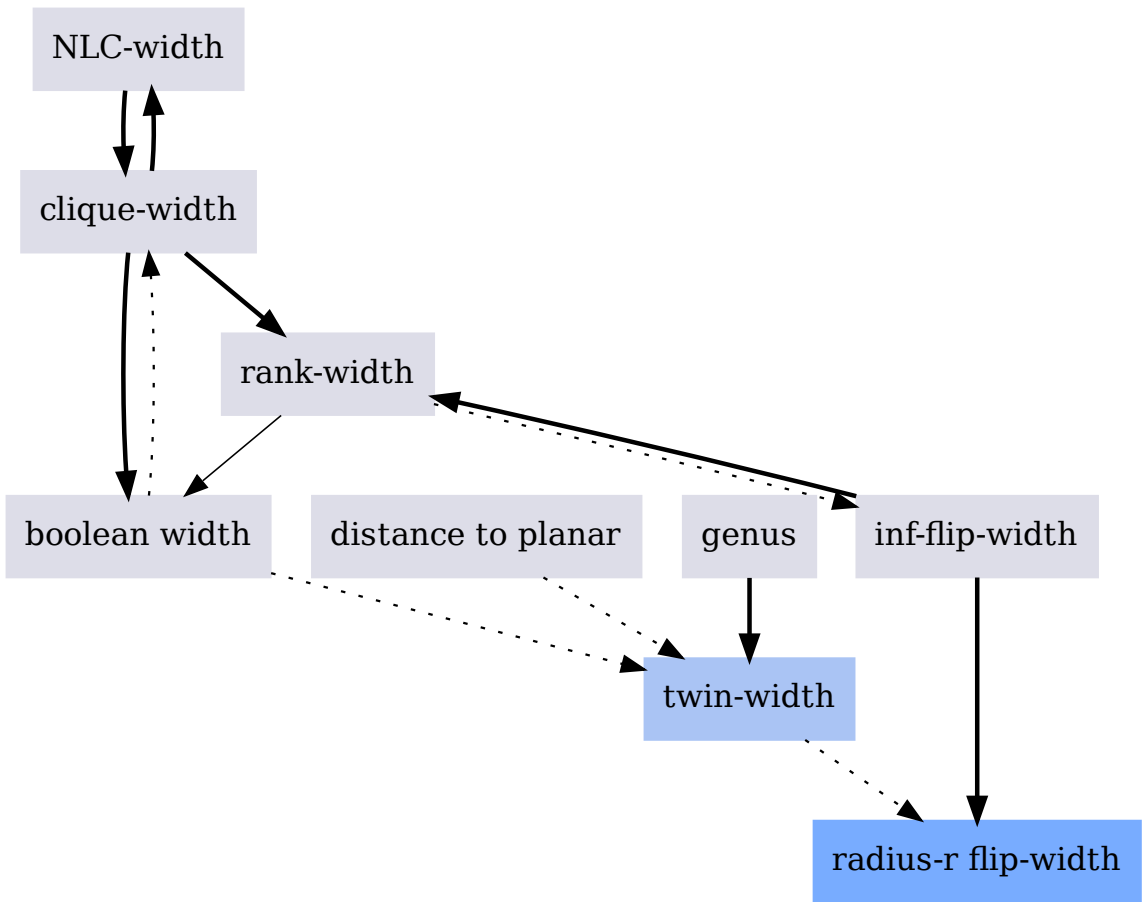 NLC-width
clique-width
rank-width
boolean width
distance to planar
genus
inf-flip-width
twin-width
radius-r flip-width